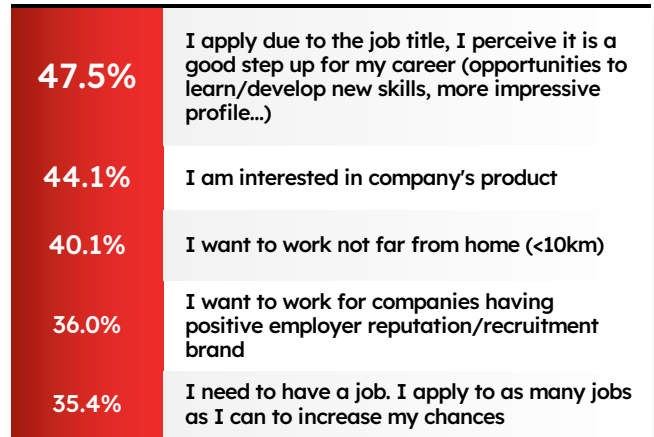 47.5%
I apply due to the job title, I perceive it is a
good step up for my career (opportunities to
learn/develop new skills, more impressive
profile...)
44.1%
I am interested in company's product
40.1%
I want to work not far from home (<10km)
36.0%
I want to work for companies having
positive employer reputation/recruitment
brand
35.4%
I need to have a job. I apply to as many jobs
as I can to increase my chances